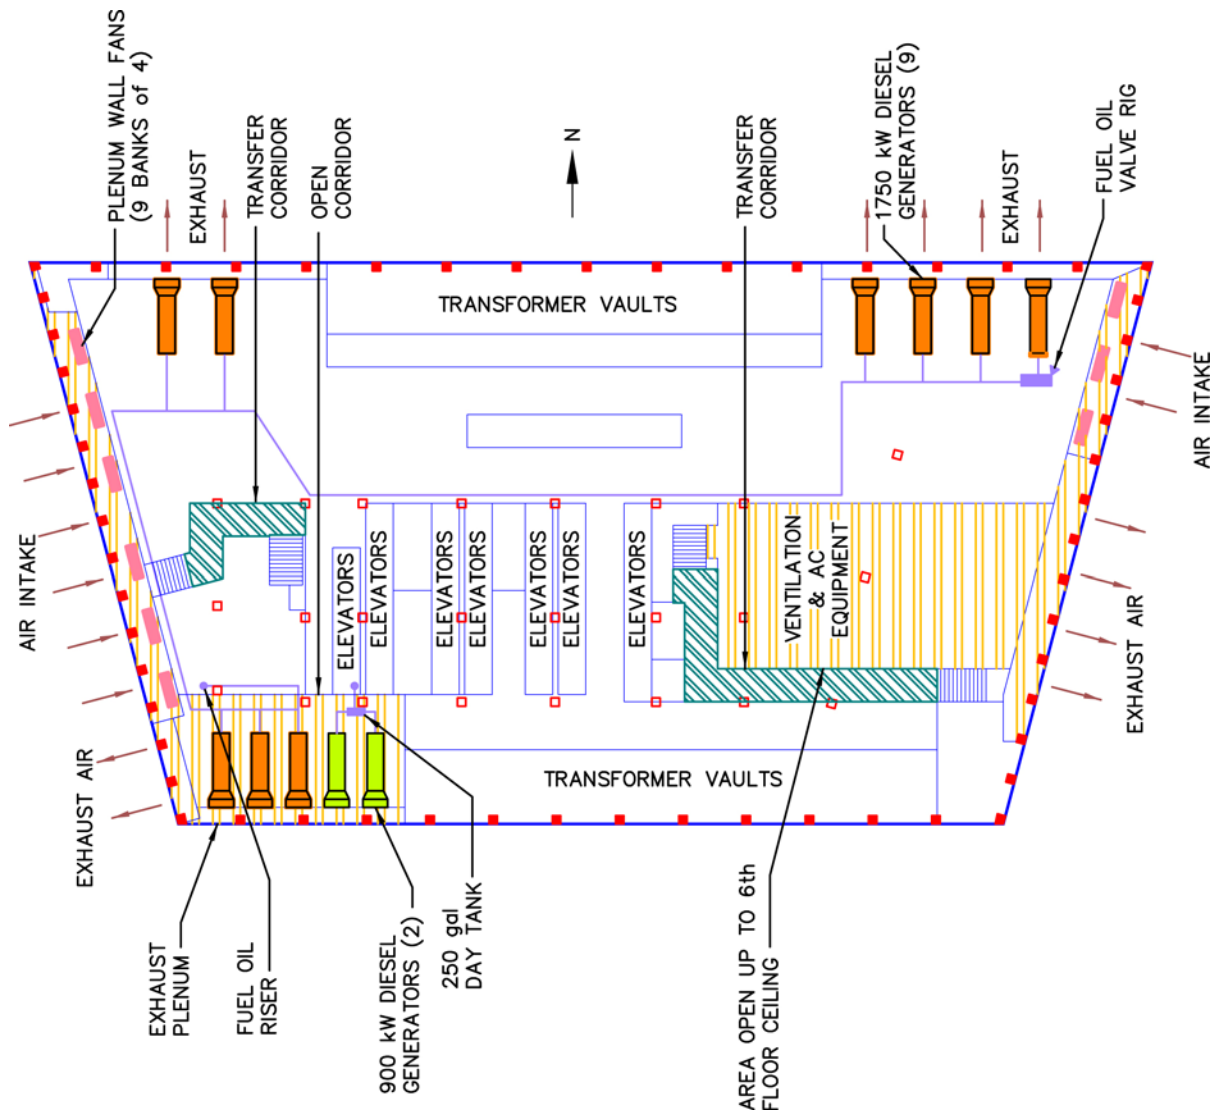 PLENUM WALL FANS
(9 BANKS of 4)
EXHAUST
TRANSFER
CORRIDOR
OPEN
CORRIDOR
N
TRANSFER
CORRIDOR
1750 kW DIESEL
GENERATORS (9)
EXHAUST
FUEL OIL
VALVE RIG
TRANSFORMER VAULTS
AIR INTAKE
AIR INTAKE
ELEVATORS
ELEVATORS
ELEVATORS
ELEVATORS
ELEVATORS
ELEVATORS
ELEVATORS
VENTILATION
& AC
EQUIPMENT
EXHAUST AIR
EXHAUST AIR
TRANSFORMER VAULTS
EXHAUST
PLENUM
FUEL OIL
RISER
900 kW DIESEL
GENERATORS (2)
250 gal
DAY TANK
AREA OPEN UP TO 6th
FLOOR CEILING